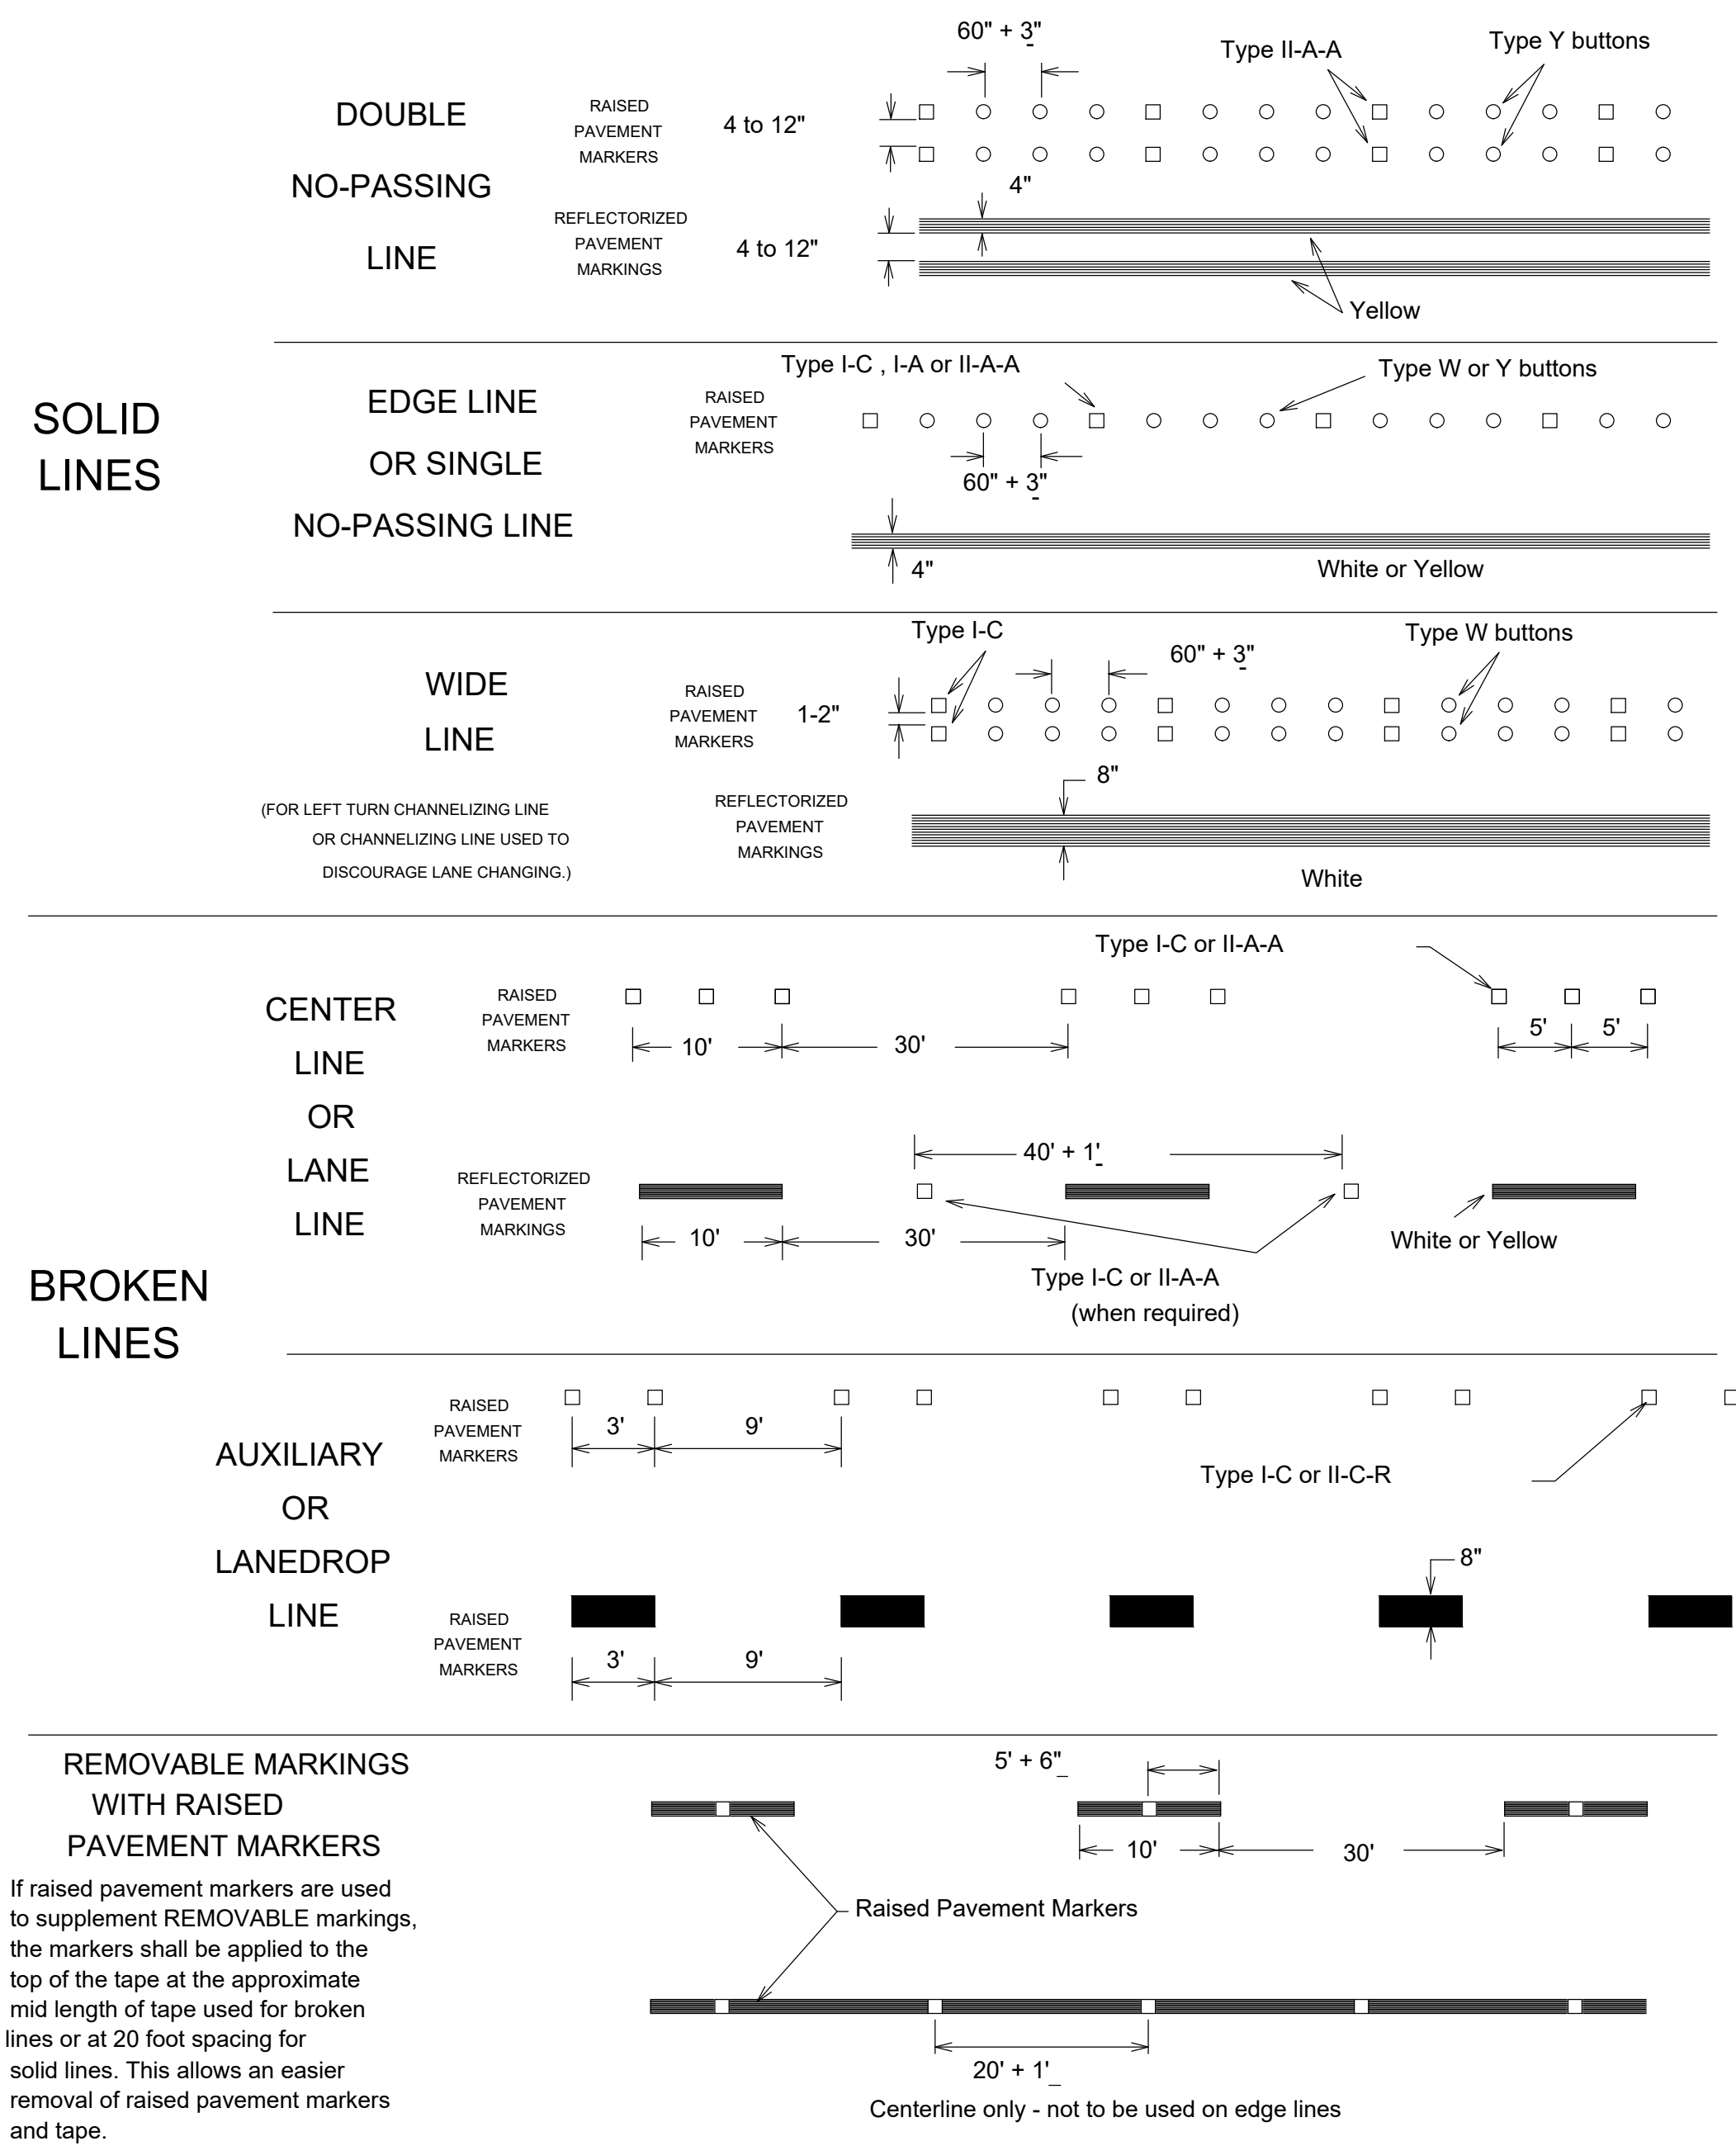 60" + 3"
Type II-A-A
Type Y buttons
DOUBLE
NO-PASSING
LINE
RAISED
PAVEMENT
MARKERS
4 to 12"
4"
REFLECTORIZED
PAVEMENT
MARKINGS
4 to 12"
Yellow
SOLID
LINES
EDGE LINE
OR SINGLE
NO-PASSING LINE
RAISED
PAVEMENT
MARKERS
Type I-C , I-A or II-A-A
Type W or Y buttons
60" + 3"
4"
White or Yellow
WIDE
LINE
(FOR LEFT TURN CHANNELIZING LINE
OR CHANNELIZING LINE USED TO
DISCOURAGE LANE CHANGING.)
RAISED
PAVEMENT
MARKERS
1-2"
Type I-C
60" + 3"
Type W buttons
REFLECTORIZED
PAVEMENT
MARKINGS
8"
White
BROKEN
LINES
CENTER
LINE
OR
LANE
LINE
RAISED
PAVEMENT
MARKERS
Type I-C or II-A-A
10'
30'
5'
5'
REFLECTORIZED
PAVEMENT
MARKINGS
40' + 1'
10'
30'
White or Yellow
Type I-C or II-A-A
(when required)
AUXILIARY
OR
LANEDROP
LINE
RAISED
PAVEMENT
MARKERS
3'
9'
Type I-C or II-C-R
RAISED
PAVEMENT
MARKERS
8"
3'
9'
REMOVABLE MARKINGS
WITH RAISED
PAVEMENT MARKERS
If raised pavement markers are used
to supplement REMOVABLE markings,
the markers shall be applied to the
top of the tape at the approximate
mid length of tape used for broken
lines or at 20 foot spacing for
solid lines. This allows an easier
removal of raised pavement markers
and tape.
5' + 6"
10'
30'
Raised Pavement Markers
20' + 1'
Centerline only - not to be used on edge lines